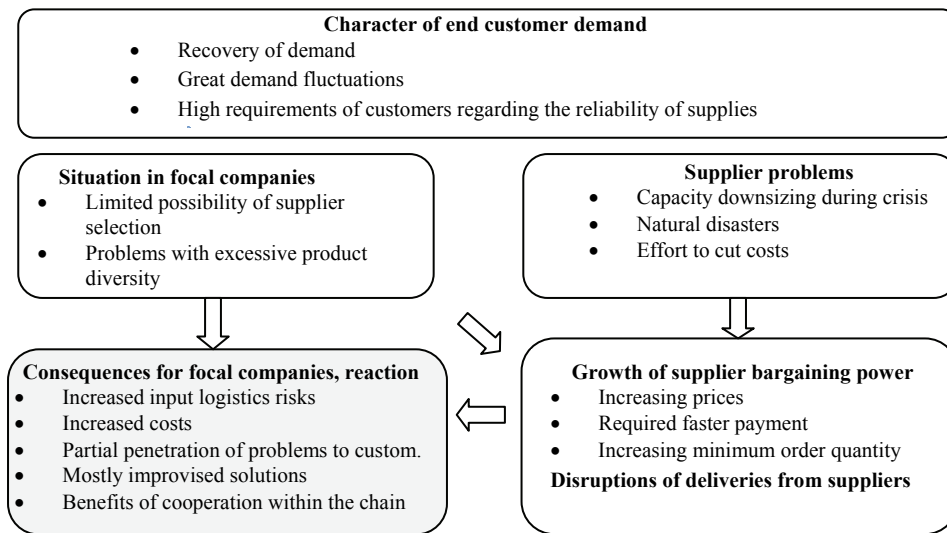 Character of end customer demand
• Recovery of demand
• Great demand fluctuations
• High requirements of customers regarding the reliability of supplies
Situation in focal companies
• Limited possibility of supplier
selection
• Problems with excessive product
diversity
Supplier problems
• Capacity downsizing during crisis
• Natural disasters
• Effort to cut costs
Consequences for focal companies, reaction
• Increased input logistics risks
• Increased costs
• Partial penetration of problems to custom.
• Mostly improvised solutions
• Benefits of cooperation within the chain
Growth of supplier bargaining power
• Increasing prices
• Required faster payment
• Increasing minimum order quantity
Disruptions of deliveries from suppliers